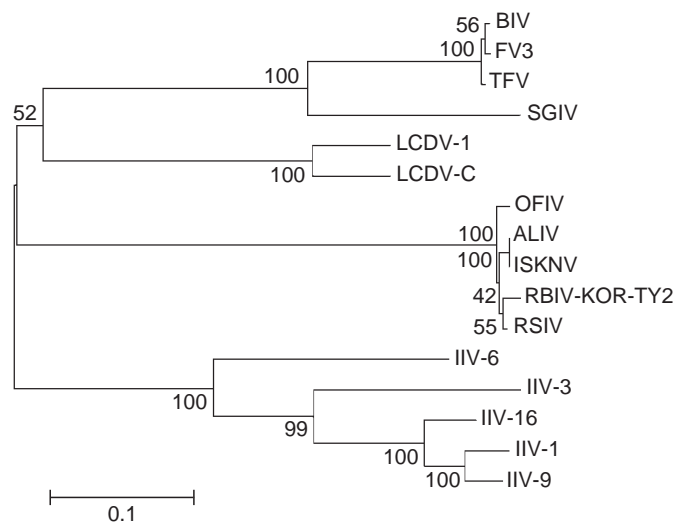 BIV
56
FV3
100
TFV
100
SGIV
52
LCDV-1
100
LCDV-C
OFIV
100
ALIV
100
ISKNV
42
RBIV-KOR-TY2
55
RSIV
IIV-6
100
IIV-3
99
IIV-16
100
IIV-1
100
IIV-9
0.1